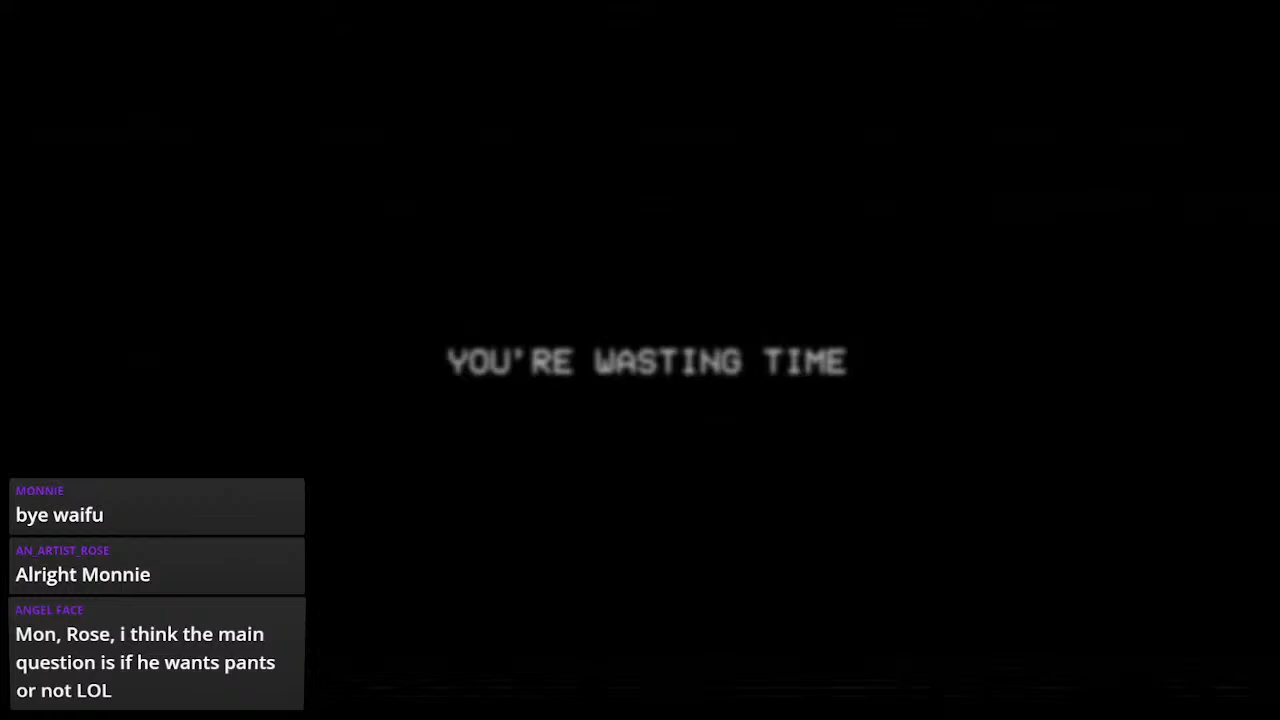 YOU'RE WASTING TIME
MONNIE
bye waifu
AN_ARTIST_ROSE
Alright Monnie
ANGEL FACE
Mon, Rose, i think the main
question is if he wants pants
or not LOL